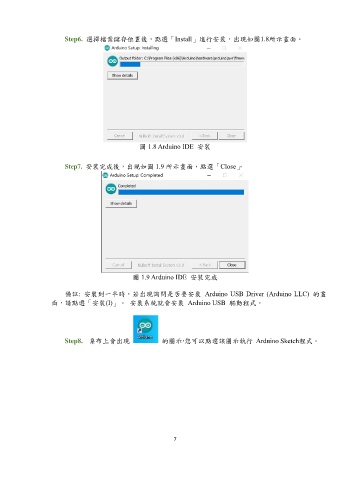 Step6. 選擇檔案儲存位置後，點選「Install」進行安裝，出現如圖1.8所示畫面。
Arduino Setup: Installing
Output folder: C:\Program Files (x86)\Arduino\hardware\arduino\avr\firmw
Show details
Cancel Nullsoft Install System v3.0 < Back Close
圖 1.8 Arduino IDE 安裝
Step7. 安裝完成後，出現如圖 1.9 所示畫面，點選「Close」。
Arduino Setup: Completed
Completed
Show details
Cancel Nullsoft Install System v3.0 < Back Close
圖 1.9 Arduino IDE 安裝完成
備註: 安裝到一半時，若出現詢問是否要安裝 Arduino USB Driver (Arduino LLC) 的畫
面，請點選「安裝(I)」。 安裝系統就會安裝 Arduino USB 驅動程式。
Arduino
Step8. 桌布上會出現 的圖示,您可以點選該圖示執行 Arduino Sketch程式。
7